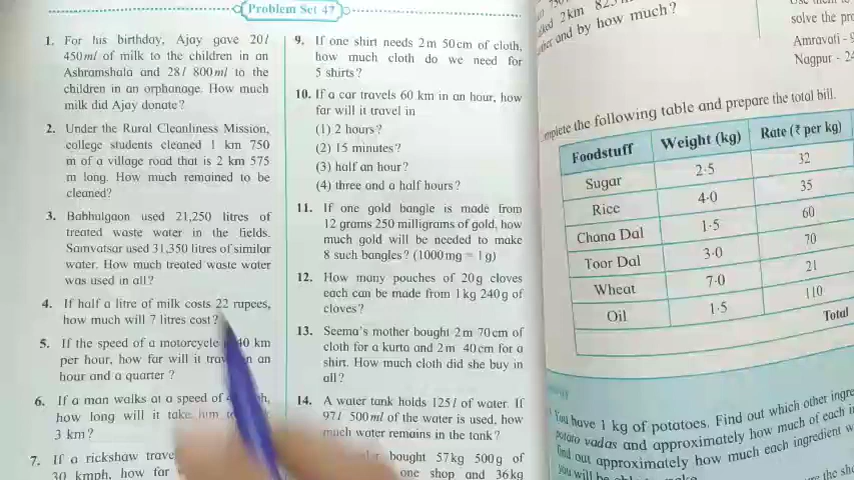 Problem Set 47
1. For his birthday, Ajay gave 20l
450ml of milk to the children in an
Ashramshala and 28l 800ml to the
children in an orphanage. How much
milk did Ajay donate?
2. Under the Rural Cleanliness Mission,
college students cleaned 1 km 750
m of a village road that is 2 km 575
m long. How much remained to be
cleaned?
3. Babhulgaon used 21,250 litres of
treated waste water in the fields.
Samvatsar used 31,350 litres of similar
water. How much treated waste water
was used in all?
4. If half a litre of milk costs 22 rupees,
how much will 7 litres cost?
5. If the speed of a motorcycle 40 km
per hour, how far will it travel in an
hour and a quarter ?
6. If a man walks at a speed of
how long will it take him to
3 km?
7. If a rickshaw
30 kmph, how far
9. If one shirt needs 2m 50cm of cloth,
how much cloth do we need for
5 shirts?
10. If a car travels 60 km in an hour, how
far will it travel in
(1) 2 hours?
(2) 15 minutes?
(3) half an hour?
(4) three and a half hours?
11. If one gold bangle is made from
12 grams 250 milligrams of gold, how
much gold will be needed to make
8 such bangles? (1000mg = 1g)
12. How many pouches of 20g cloves
each can be made from 1kg 240g of
cloves?
13. Seema's mother bought 2m 70cm of
cloth for a kurta and 2m 40cm for a
shirt. How much cloth did she buy in
all?
14. A water tank holds 125l of water. If
97l 500ml of the water is used, how
much water remains in the tank?
bought 57kg 500g of
one shop and 36kg
2km
and by how much?
solve the
Amravati -
Nagpur -
the following table and prepare the total bill.
Foodstuff Weight (kg) Rate (₹ per kg)
Sugar 2·5 32
Rice 4·0 35
Chana Dal 1·5 60
Toor Dal 3·0 70
Wheat 7·0 21
Oil 1·5 110
Total
You have 1 kg of potatoes. Find out which other
potato vadas and approximately how much of each
find out approximately how much each ingredient
you will be